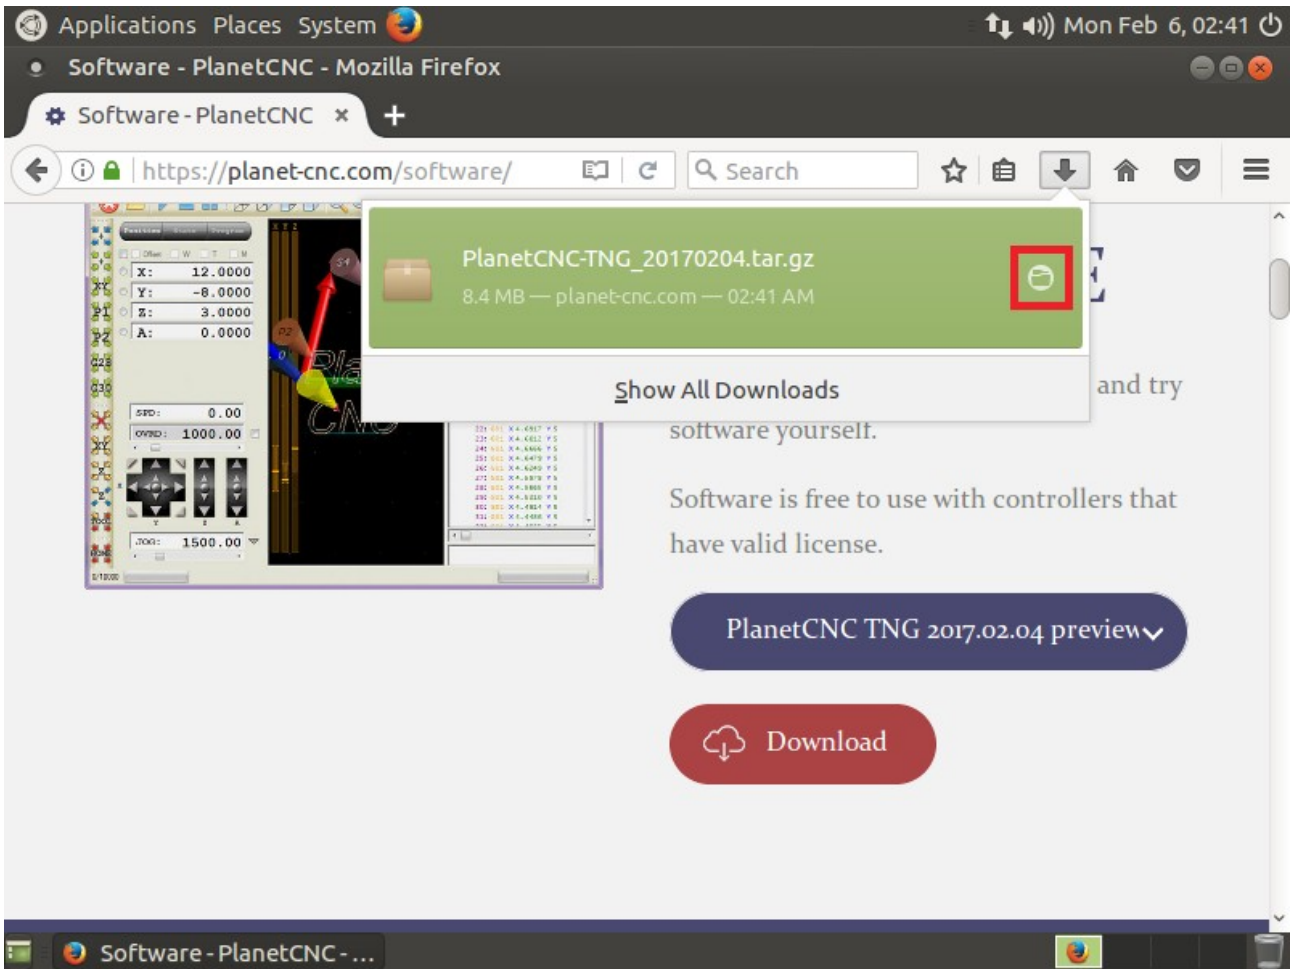 Applications Places System
Mon Feb 6, 02:41
Software - PlanetCNC - Mozilla Firefox
Software - PlanetCNC
https://planet-cnc.com/software/
Search
PlanetCNC-TNG_20170204.tar.gz
8.4 MB — planet-cnc.com — 02:41 AM
Show All Downloads
X: 12.0000
Y: -8.0000
Z: 3.0000
A: 0.0000
SPD: 0.00
OVRD: 1000.00
JOG: 1500.00
CNC
and try
software yourself.
Software is free to use with controllers that
have valid license.
PlanetCNC TNG 2017.02.04 preview
Download
Software - PlanetCNC - ...